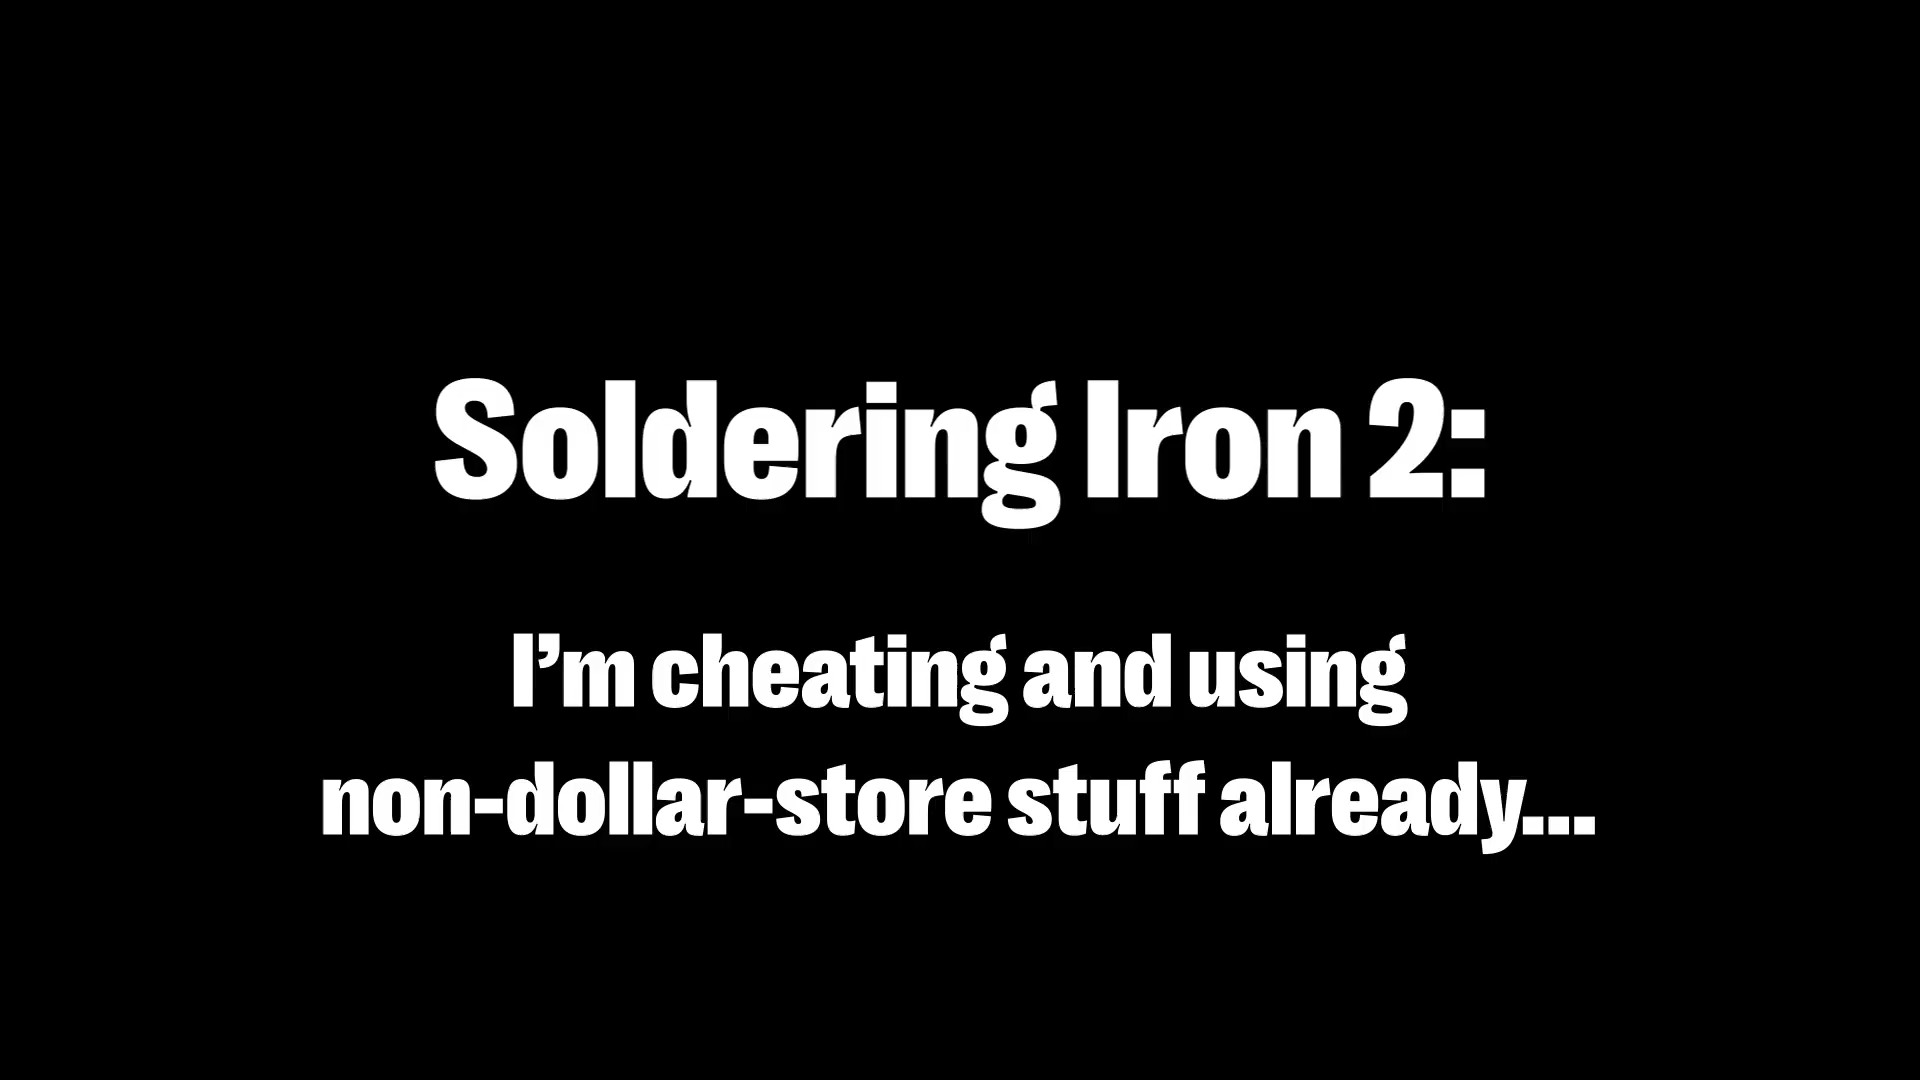 Soldering Iron 2:
I’m cheating and using
non-dollar-store stuff already...